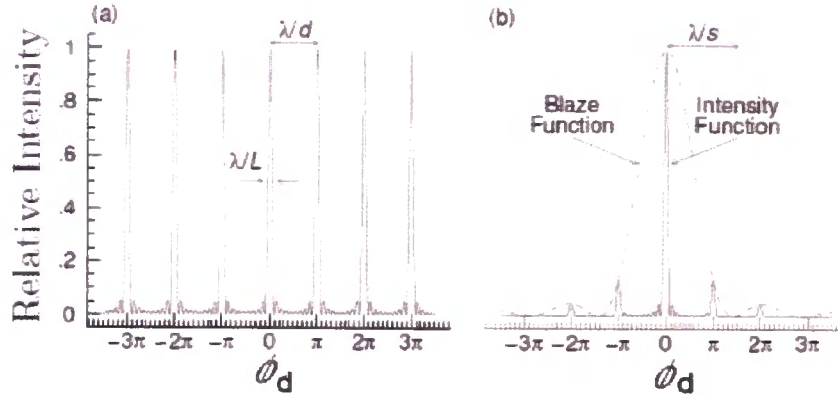 (a)
λ/d
Relative Intensity
1
.8
.6
.4
.2
0
λ/L
−3π −2π −π 0 π 2π 3π
ϕd
(b)
λ/s
Blaze Function
Intensity Function
−3π −2π −π 0 π 2π 3π
ϕd